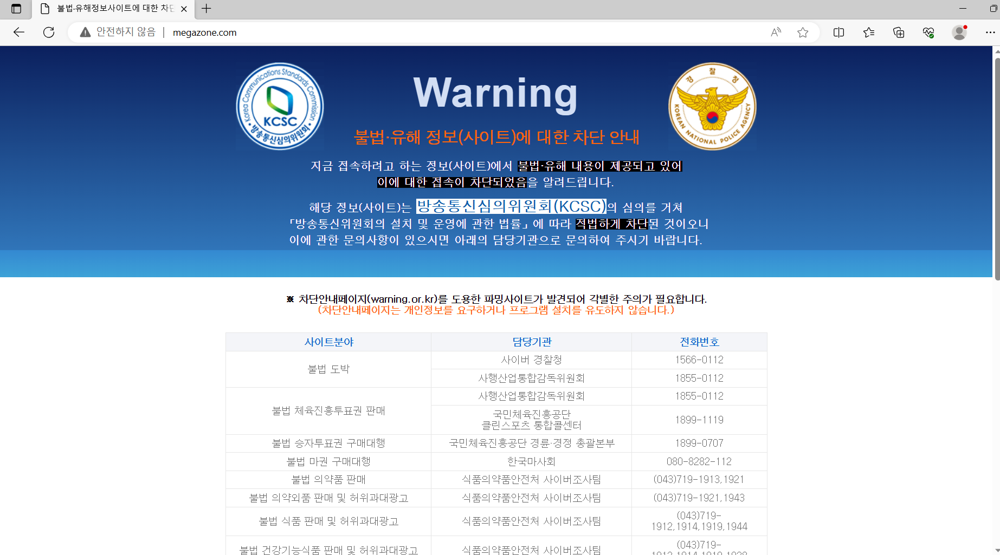 불법·유해정보사이트에 대한 차단
안전하지 않음 | megazone.com
Korea Communications Standards Commission
KCSC
방송통신심의위원회
Warning
경찰청
KOREAN NATIONAL POLICE AGENCY
불법·유해 정보(사이트)에 대한 차단 안내
지금 접속하려고 하는 정보(사이트)에서 불법·유해 내용이 제공되고 있어
이에 대한 접속이 차단되었음을 알려드립니다.
해당 정보(사이트)는 방송통신심의위원회(KCSC)의 심의를 거쳐
「방송통신위원회의 설치 및 운영에 관한 법률」에 따라 적법하게 차단된 것이오니
이에 관한 문의사항이 있으시면 아래의 담당기관으로 문의하여 주시기 바랍니다.
※ 차단안내페이지(warning.or.kr)를 도용한 파밍사이트가 발견되어 각별한 주의가 필요합니다.
(차단안내페이지는 개인정보를 요구하거나 프로그램 설치를 유도하지 않습니다.)
사이트분야 담당기관 전화번호
불법 도박 사이버 경찰청 1566-0112
사행산업통합감독위원회 1855-0112
불법 체육진흥투표권 판매 사행산업통합감독위원회 1855-0112
국민체육진흥공단
클린스포츠 통합콜센터 1899-1119
불법 승자투표권 구매대행 국민체육진흥공단 경륜·경정 총괄본부 1899-0707
불법 마권 구매대행 한국마사회 080-8282-112
불법 의약품 판매 식품의약품안전처 사이버조사팀 (043)719-1913,1921
불법 의약외품 판매 및 허위과대광고 식품의약품안전처 사이버조사팀 (043)719-1921,1943
불법 식품 판매 및 허위과대광고 식품의약품안전처 사이버조사팀 (043)719-
1912,1914,1919,1944
불법 건강기능식품 판매 및 허위과대광고 식품의약품안전처 사이버조사팀 (043)719-